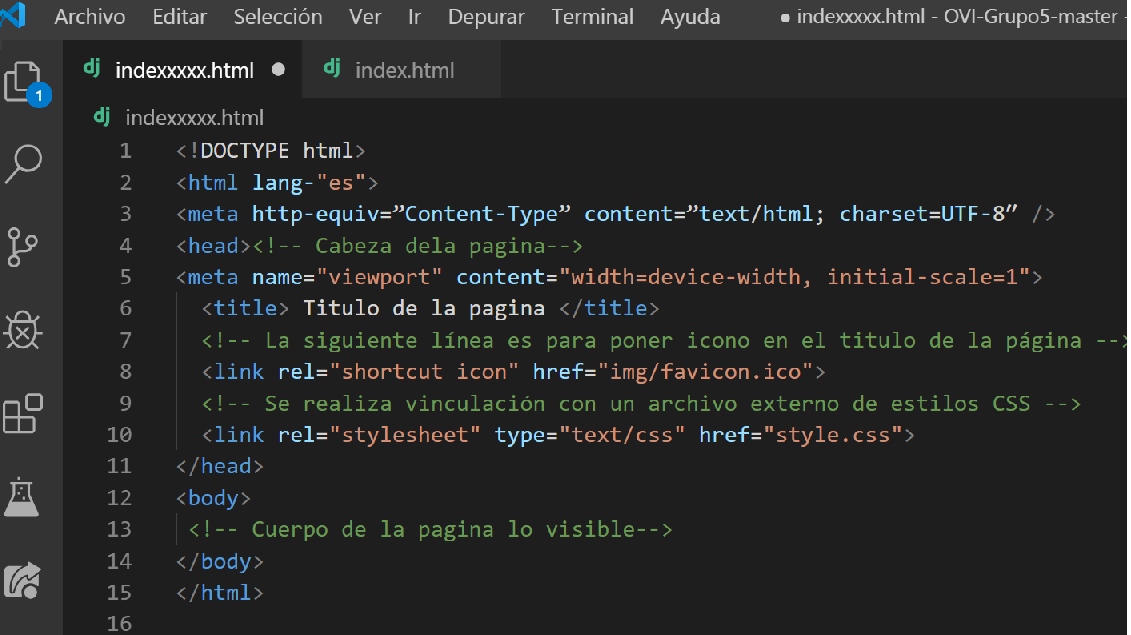 Archivo Editar Selección Ver Ir Depurar Terminal Ayuda ● indexxxxx.html - OVI-Grupo5-master -
dj indexxxxx.html ● dj index.html
1
dj indexxxxx.html
1 <!DOCTYPE html>
2 <html lang-"es">
3 <meta http-equiv=”Content-Type” content=”text/html; charset=UTF-8” />
4 <head><!-- Cabeza dela pagina-->
5 <meta name="viewport" content="width=device-width, initial-scale=1">
6 <title> Titulo de la pagina </title>
7 <!-- La siguiente línea es para poner icono en el titulo de la página -->
8 <link rel="shortcut icon" href="img/favicon.ico">
9 <!-- Se realiza vinculación con un archivo externo de estilos CSS -->
10 <link rel="stylesheet" type="text/css" href="style.css">
11 </head>
12 <body>
13 <!-- Cuerpo de la pagina lo visible-->
14 </body>
15 </html>
16